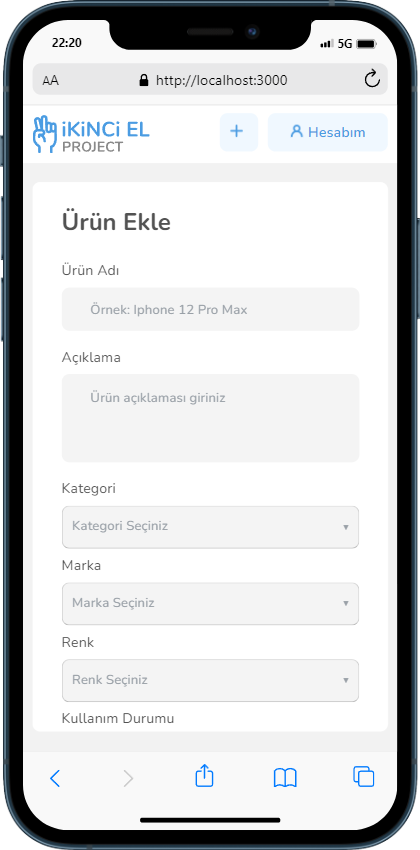 22:20
5G
AA
http://localhost:3000
iKiNCi EL
PROJECT
+
Hesabım
Ürün Ekle
Ürün Adı
Örnek: Iphone 12 Pro Max
Açıklama
Ürün açıklaması giriniz
Kategori
Kategori Seçiniz
Marka
Marka Seçiniz
Renk
Renk Seçiniz
Kullanım Durumu